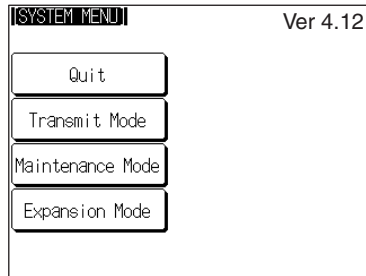 [SYSTEM MENU]
Ver 4.12
Quit
Transmit Mode
Maintenance Mode
Expansion Mode